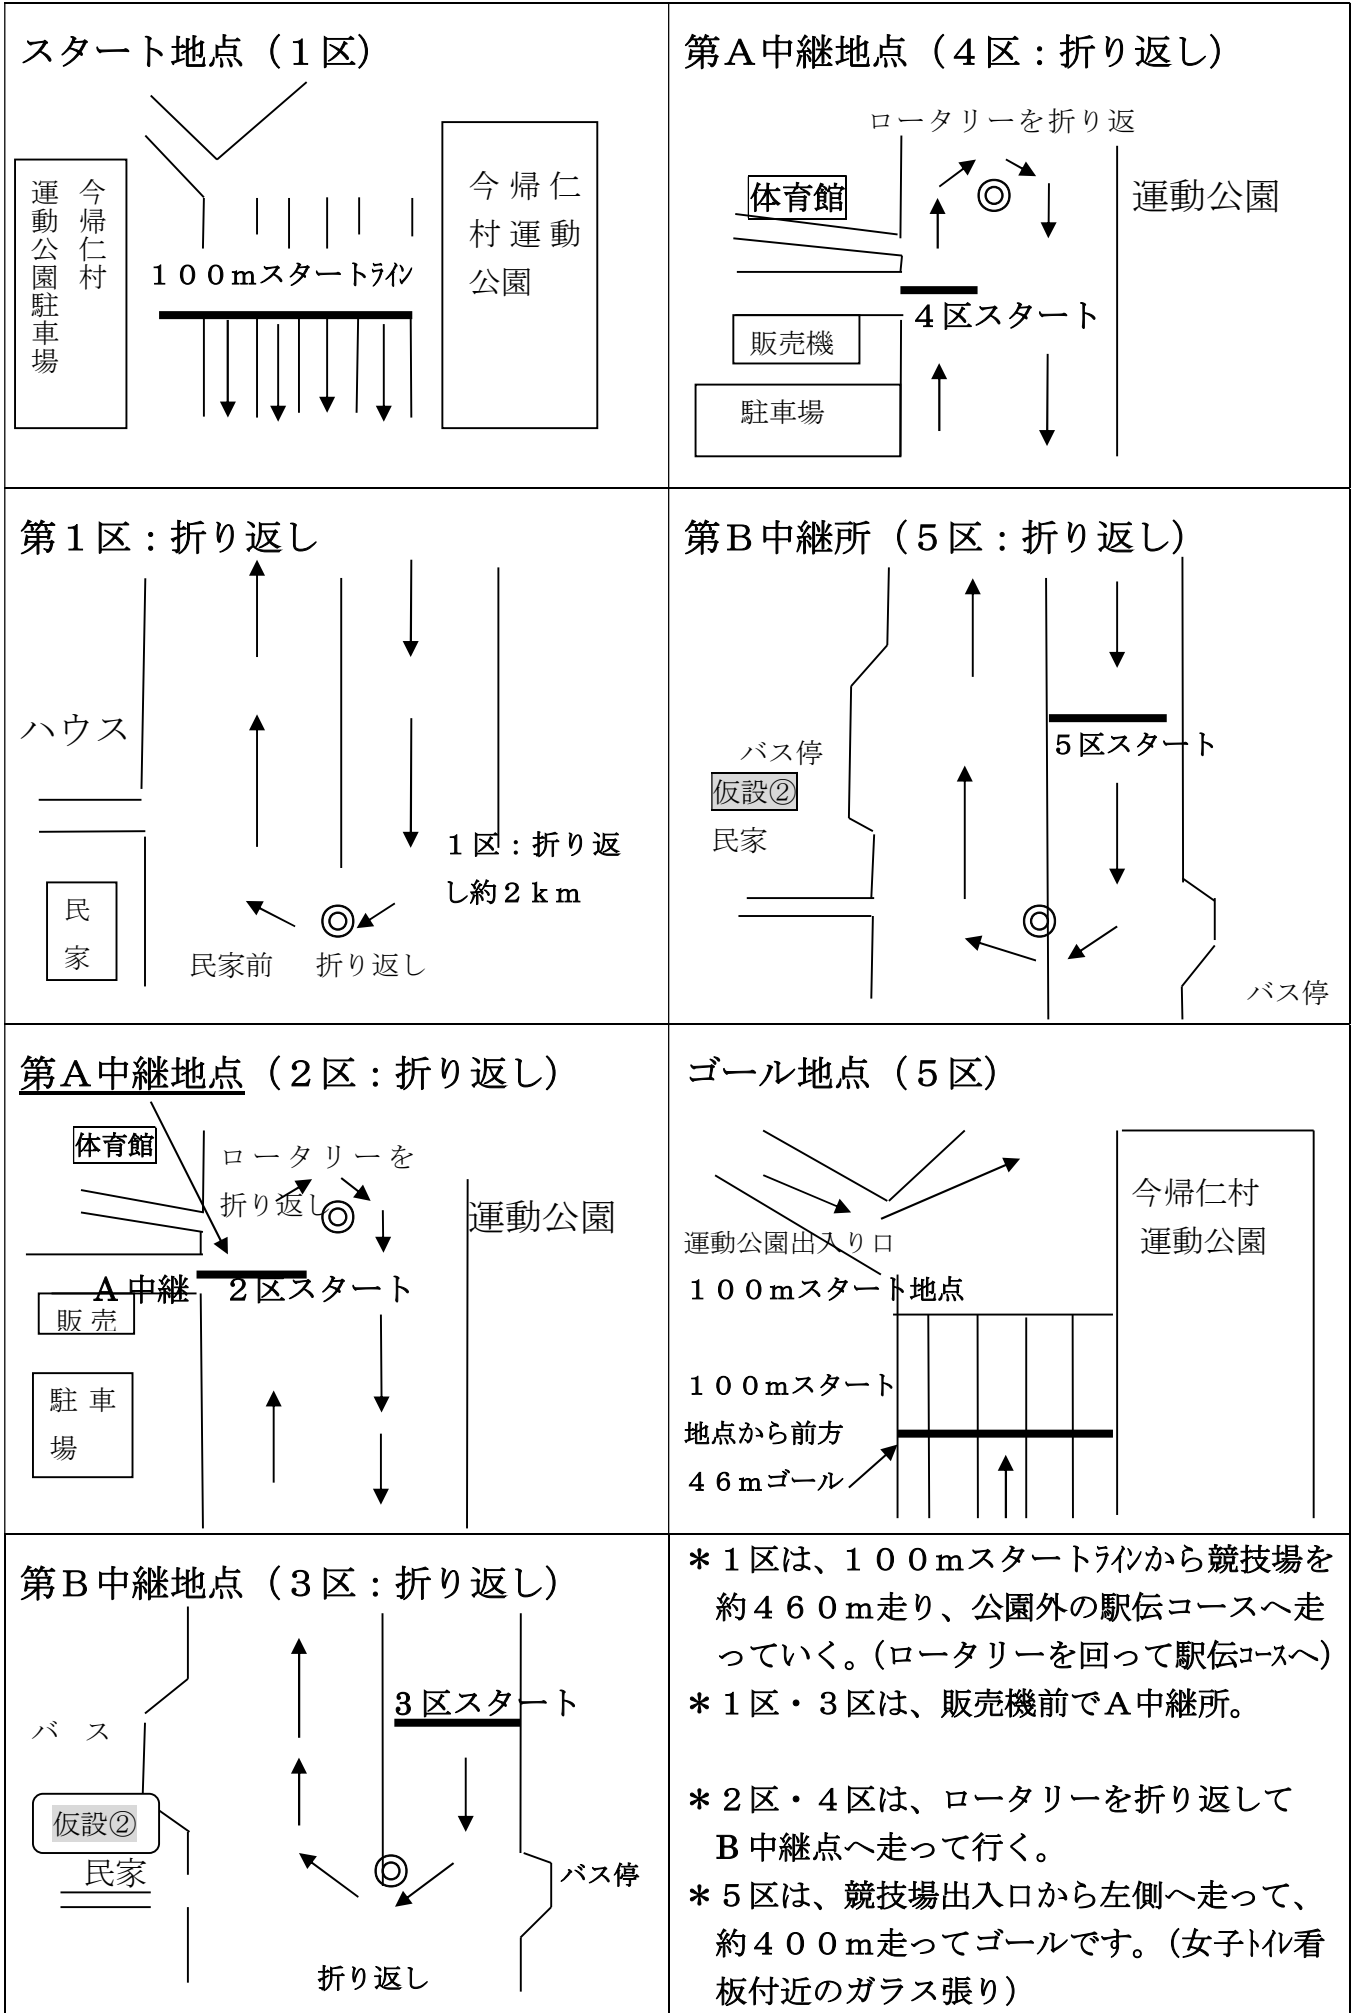 スタート地点（１区）
今帰仁村
運動公園駐車場
１００ｍスタートﾗｲﾝ
今帰仁
村運動
公園
第Ａ中継地点（４区：折り返し）
ロータリーを折り返
体育館
運動公園
４区スタート
販売機
駐車場
第１区：折り返し
ハウス
１区：折り返
し約２ｋｍ
民
家
民家前　折り返し
第Ｂ中継所（５区：折り返し）
５区スタート
バス停
仮設②
民家
バス停
第Ａ中継地点（２区：折り返し）
体育館
ロータリーを
折り返し
運動公園
Ａ中継　２区スタート
販売
駐車
場
ゴール地点（５区）
今帰仁村
運動公園
運動公園出入り口
１００ｍスタート地点
１００ｍスタート
地点から前方
４６ｍゴール
第Ｂ中継地点（３区：折り返し）
３区スタート
バス
仮設②
民家
バス停
折り返し
＊１区は、１００ｍスタートﾗｲﾝから競技場を
約４６０ｍ走り、公園外の駅伝コースへ走
っていく。（ロータリーを回って駅伝ｺｰｽへ）
＊１区・３区は、販売機前でＡ中継所。
＊２区・４区は、ロータリーを折り返して
Ｂ中継点へ走って行く。
＊５区は、競技場出入口から左側へ走って、
約４００ｍ走ってゴールです。（女子ﾄｲﾚ看
板付近のガラス張り）